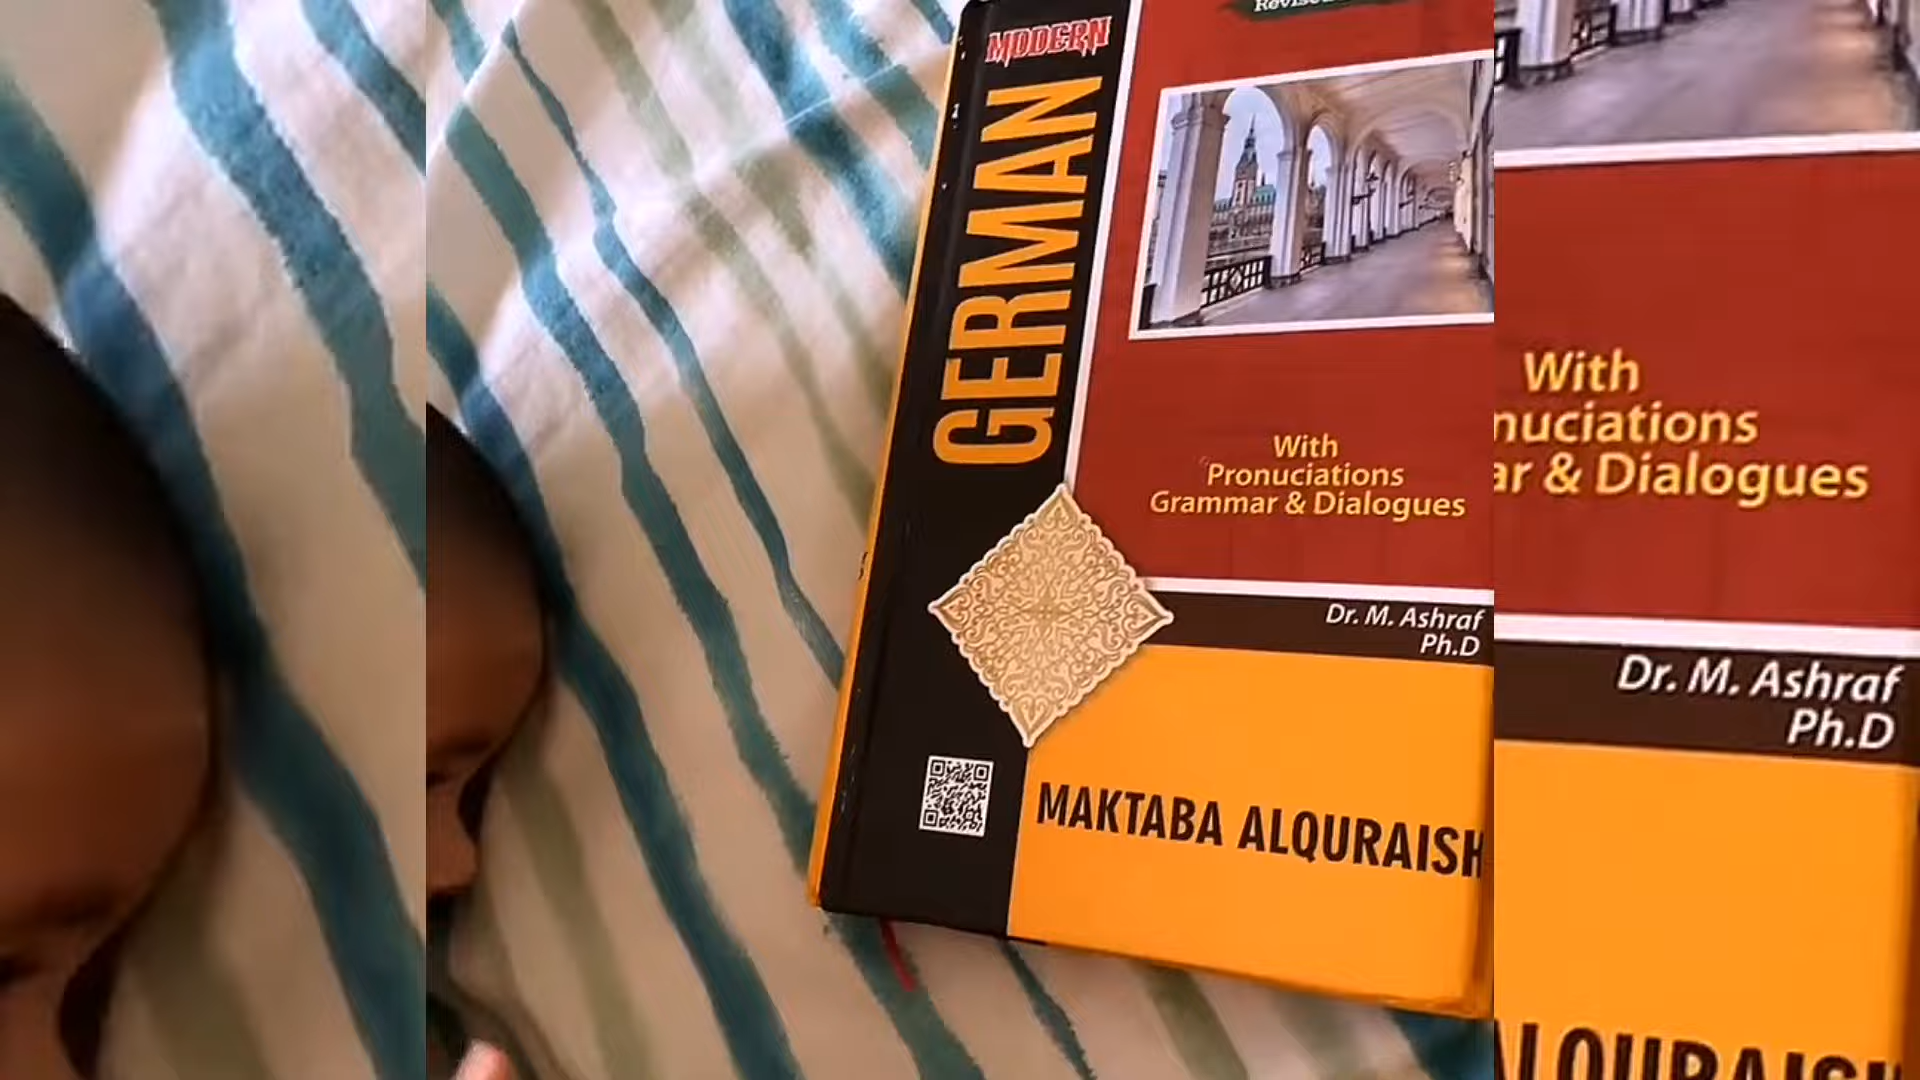 MODERN
GERMAN
With
Pronuciations
Grammar & Dialogues
Dr. M. Ashraf
Ph.D
MAKTABA ALQURAISH
With
nuciations
ar & Dialogues
Dr. M. Ashraf
Ph.D